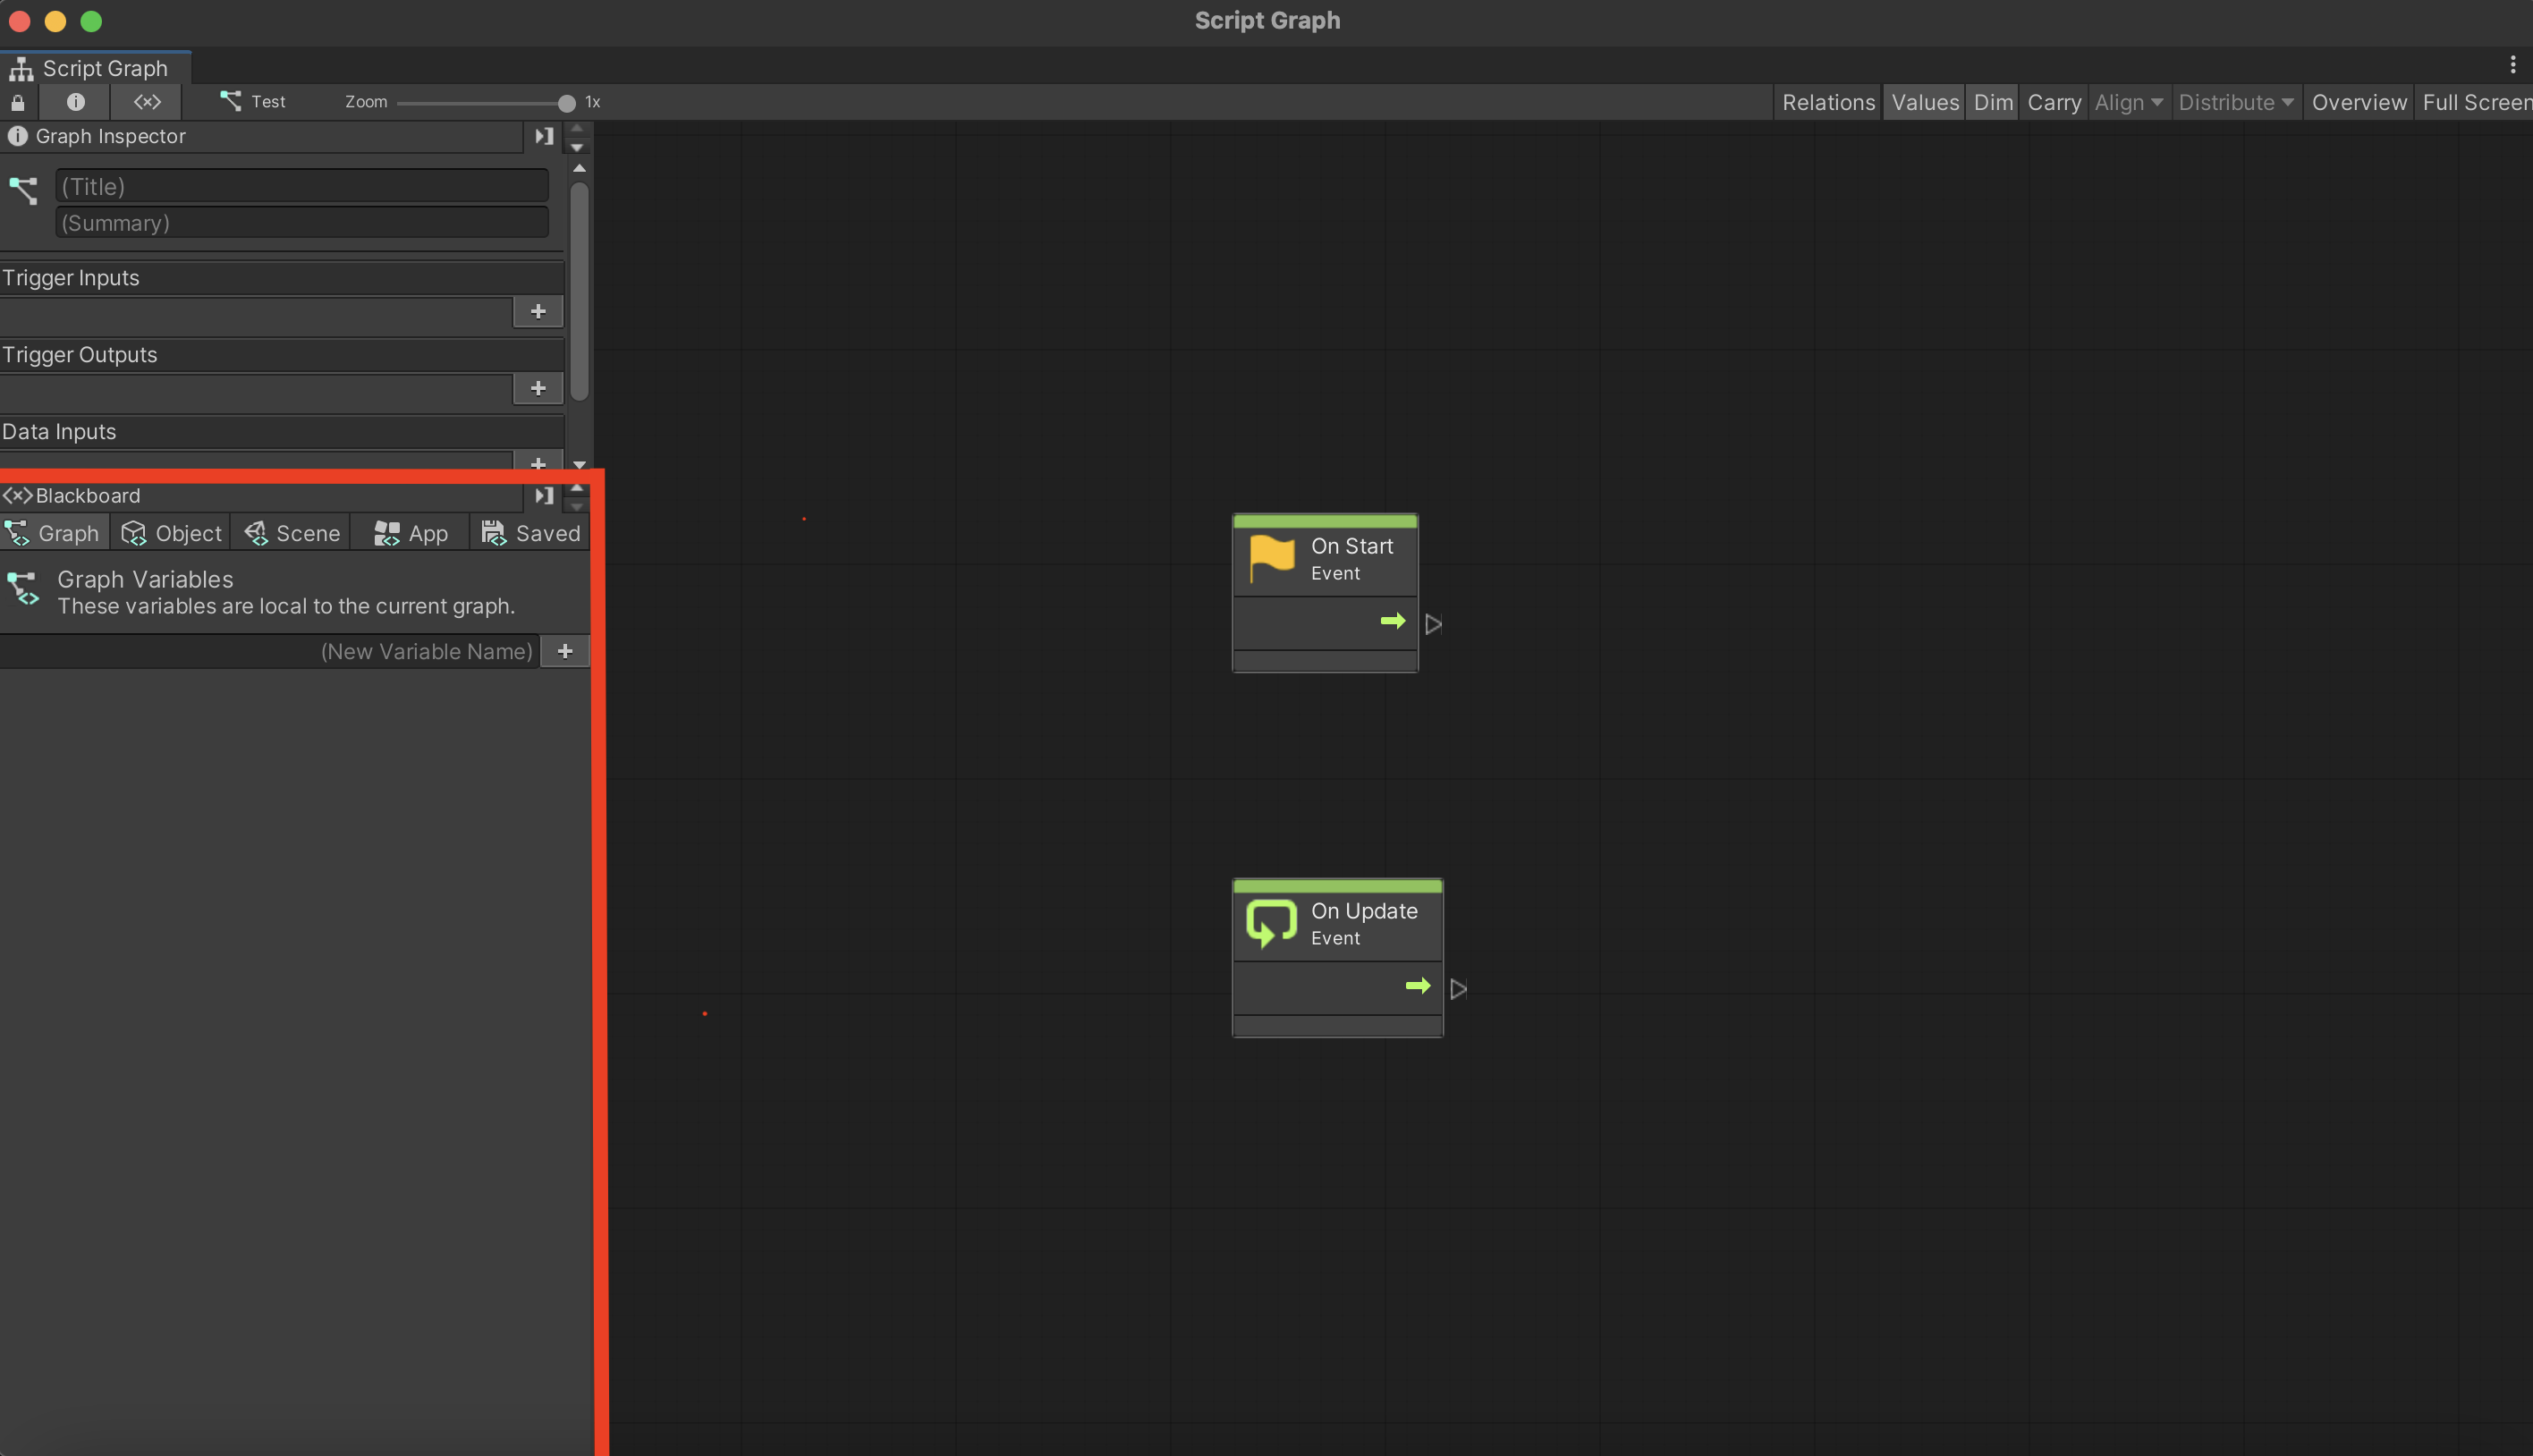 Script Graph
Script Graph
Test Zoom 1x Relations Values Dim Carry Align Distribute Overview Full Screen
Graph Inspector
(Title)
(Summary)
Trigger Inputs
+
Trigger Outputs
+
Data Inputs
+
Blackboard
Graph Object Scene App Saved
Graph Variables
These variables are local to the current graph.
(New Variable Name) +
On Start
Event
On Update
Event